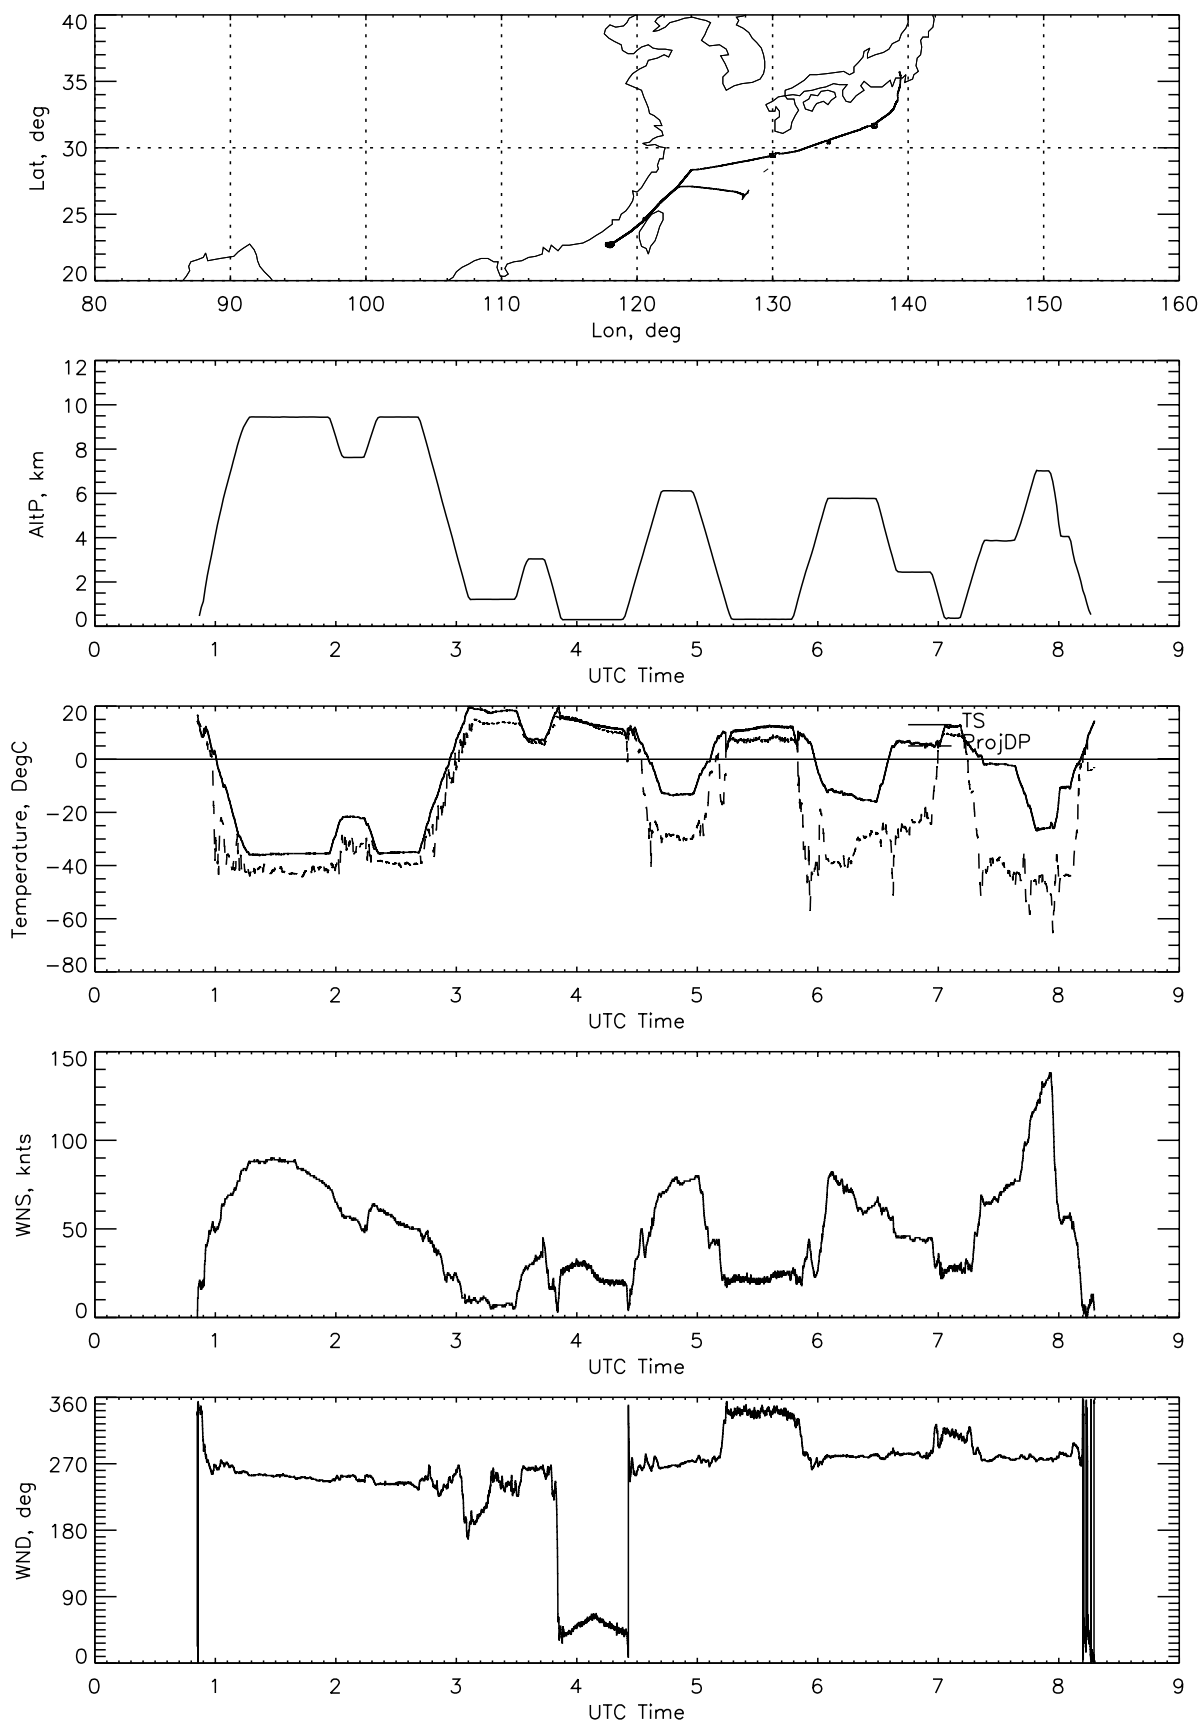 40
35
30
25
20
Lat, deg
80 90 100 110 120 130 140 150 160
Lon, deg
12
10
8
6
4
2
0
AltP, km
0 1 2 3 4 5 6 7 8 9
UTC Time
20
0
-20
-40
-60
-80
Temperature, DegC
TS
ProjDP
0 1 2 3 4 5 6 7 8 9
UTC Time
150
100
50
0
WNS, knts
0 1 2 3 4 5 6 7 8 9
UTC Time
360
270
180
90
0
WND, deg
0 1 2 3 4 5 6 7 8 9
UTC Time